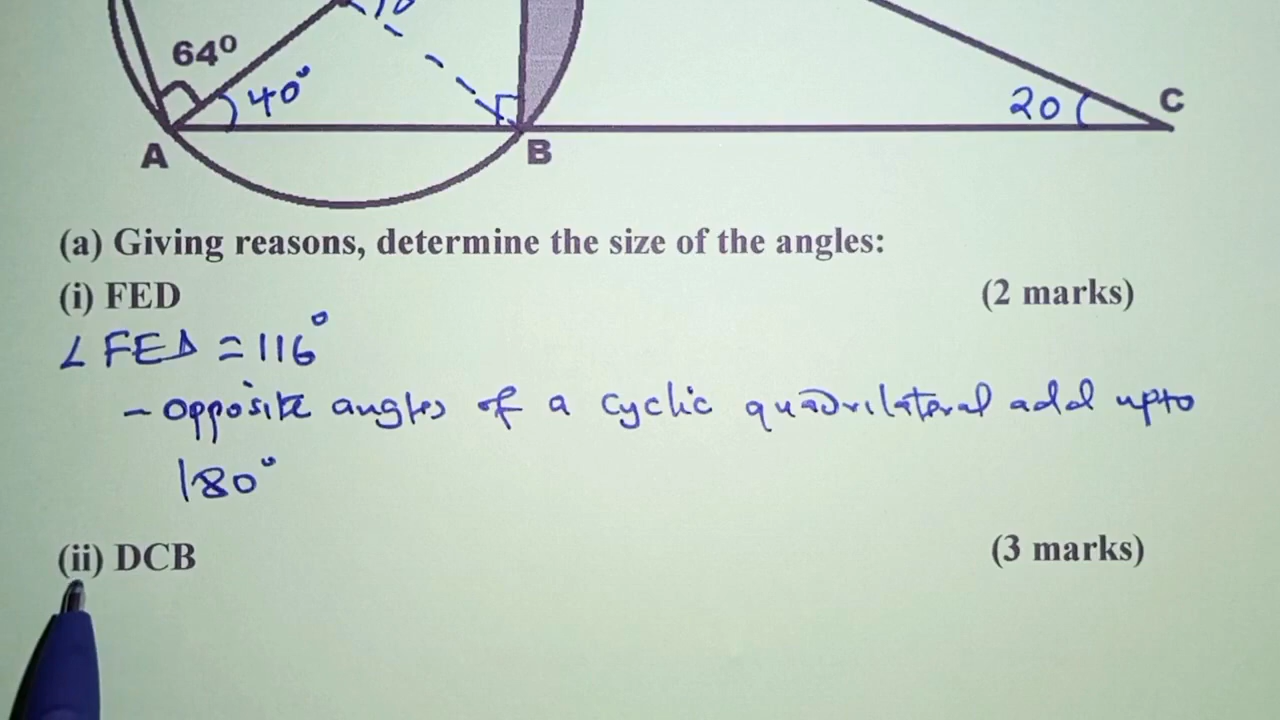 64º
40°
20
C
A
B
(a) Giving reasons, determine the size of the angles:
(i) FED (2 marks)
∠ FED = 116°
- opposite angles of a cyclic quadrilateral add upto
180°
(ii) DCB (3 marks)